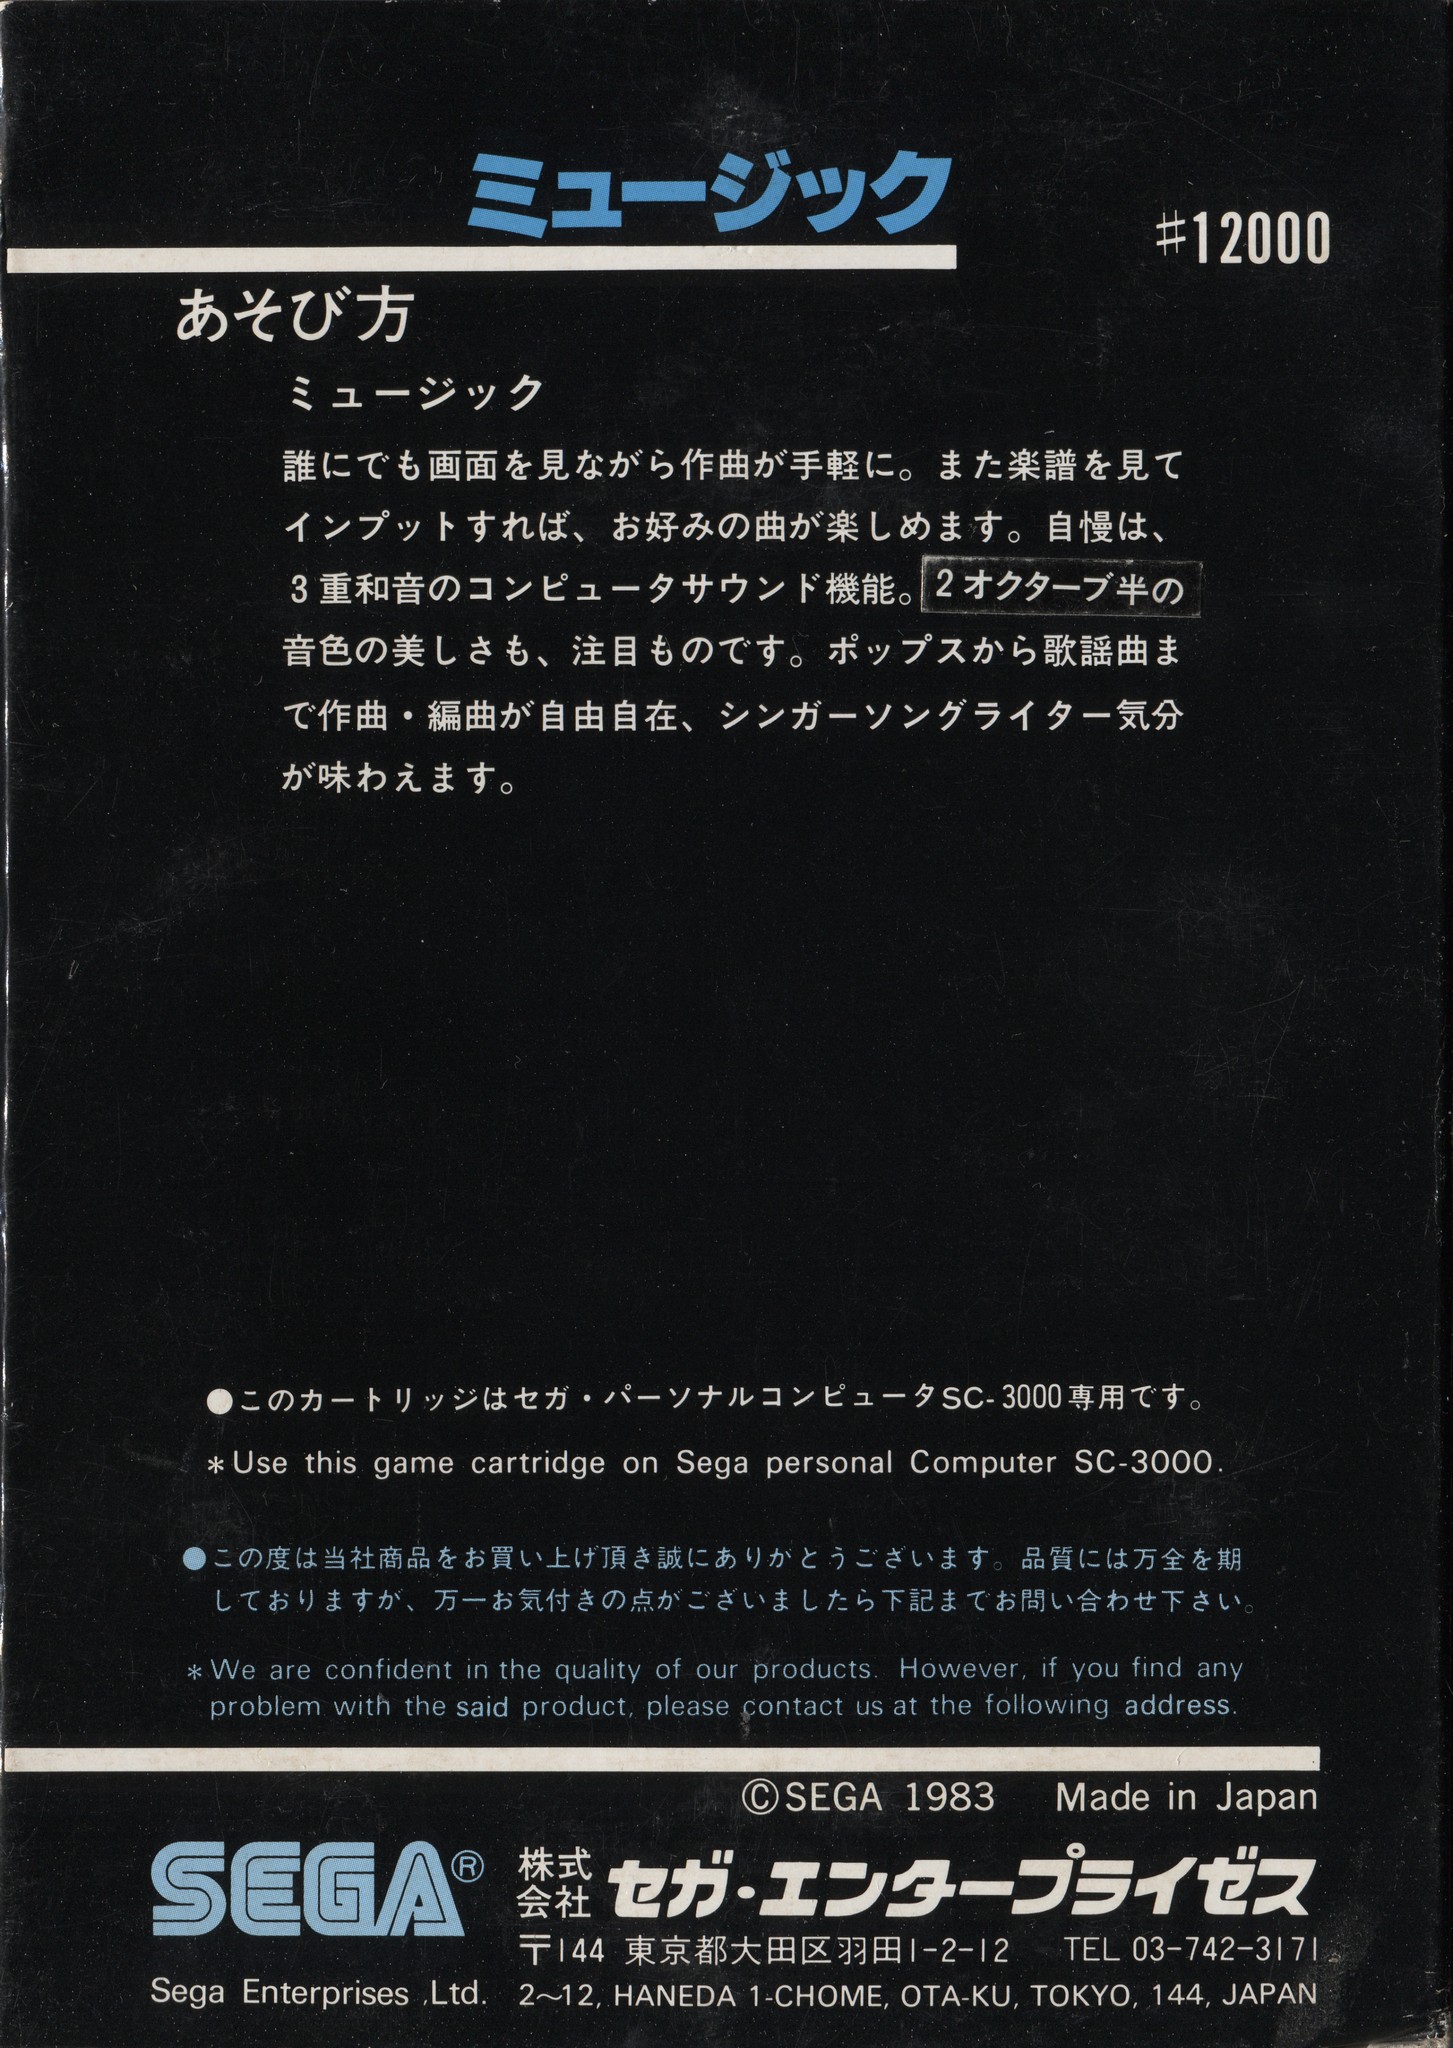 ミュージック
#12000
あそび方
ミュージック
誰にでも画面を見ながら作曲が手軽に。また楽譜を見て
インプットすれば、お好みの曲が楽しめます。自慢は、
3重和音のコンピュータサウンド機能。2オクターブ半の
音色の美しさも、注目ものです。ポップスから歌謡曲ま
で作曲・編曲が自由自在、シンガーソングライター気分
が味わえます。
●このカートリッジはセガ・パーソナルコンピュータSC-3000専用です。
*Use this game cartridge on Sega personal Computer SC-3000.
●この度は当社商品をお買い上げ頂き誠にありがとうございます。品質には万全を期
しておりますが、万一お気付きの点がございましたら下記までお問い合わせ下さい。
*We are confident in the quality of our products. However, if you find any
problem with the said product, please contact us at the following address.
©SEGA 1983 Made in Japan
SEGA® 株式会社 セガ・エンタープライゼス
〒144 東京都大田区羽田1-2-12 TEL 03-742-3171
Sega Enterprises ,Ltd. 2~12, HANEDA 1-CHOME, OTA-KU, TOKYO, 144, JAPAN